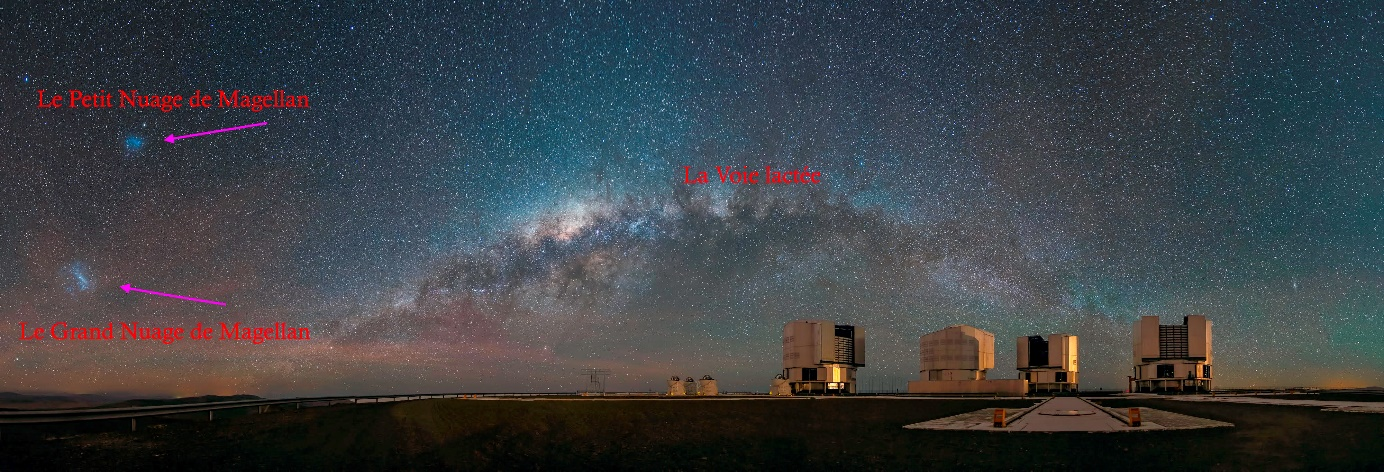 Le Petit Nuage de Magellan
La Voie lactée
Le Grand Nuage de Magellan